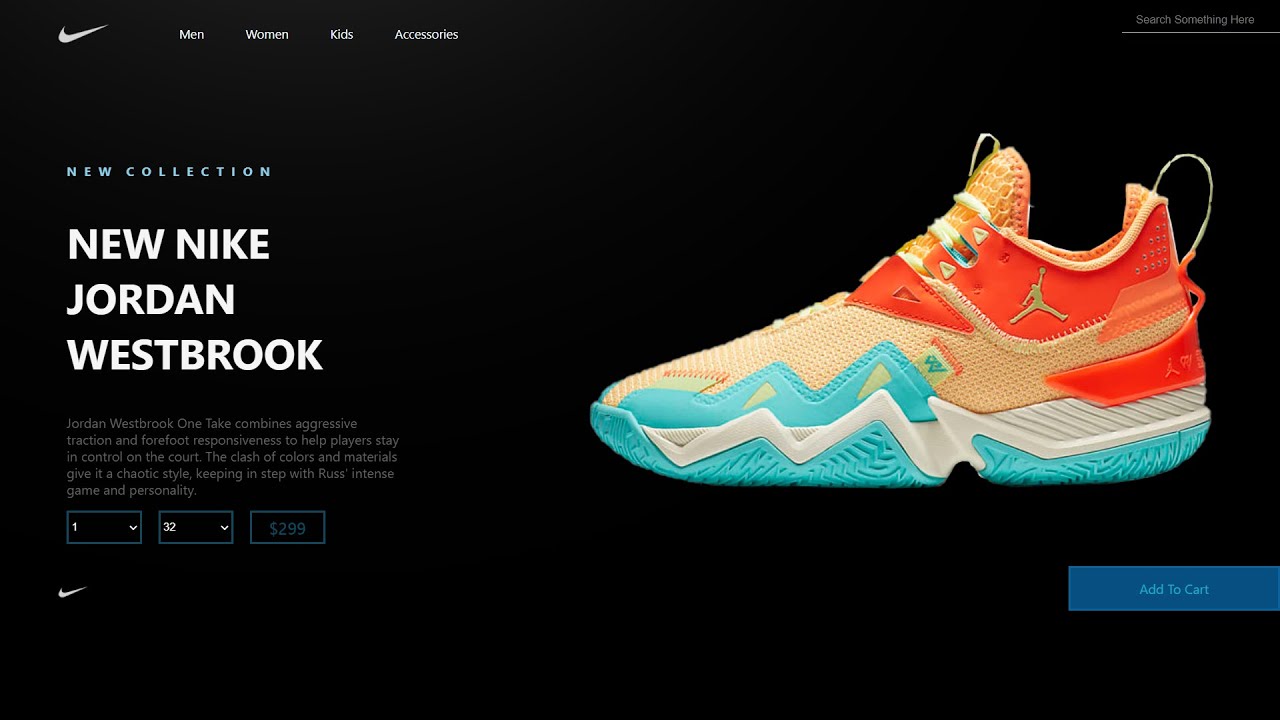 Men Women Kids Accessories
Search Something Here
NEW COLLECTION
NEW NIKE
JORDAN
WESTBROOK
Jordan Westbrook One Take combines aggressive
traction and forefoot responsiveness to help players stay
in control on the court. The clash of colors and materials
give it a chaotic style, keeping in step with Russ' intense
game and personality.
1 32 $299
Add To Cart